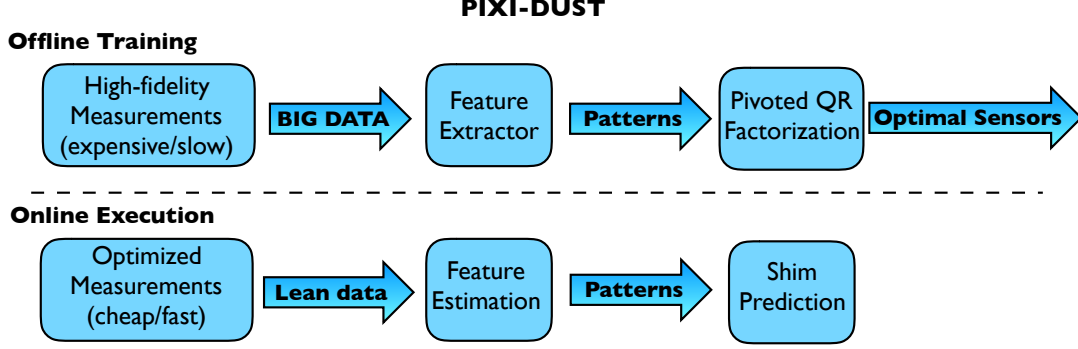 PIXI-DUST
Offline Training
High-fidelity
Measurements
(expensive/slow)
BIG DATA
Feature
Extractor
Patterns
Pivoted QR
Factorization
Optimal Sensors
Online Execution
Optimized
Measurements
(cheap/fast)
Lean data
Feature
Estimation
Patterns
Shim
Prediction